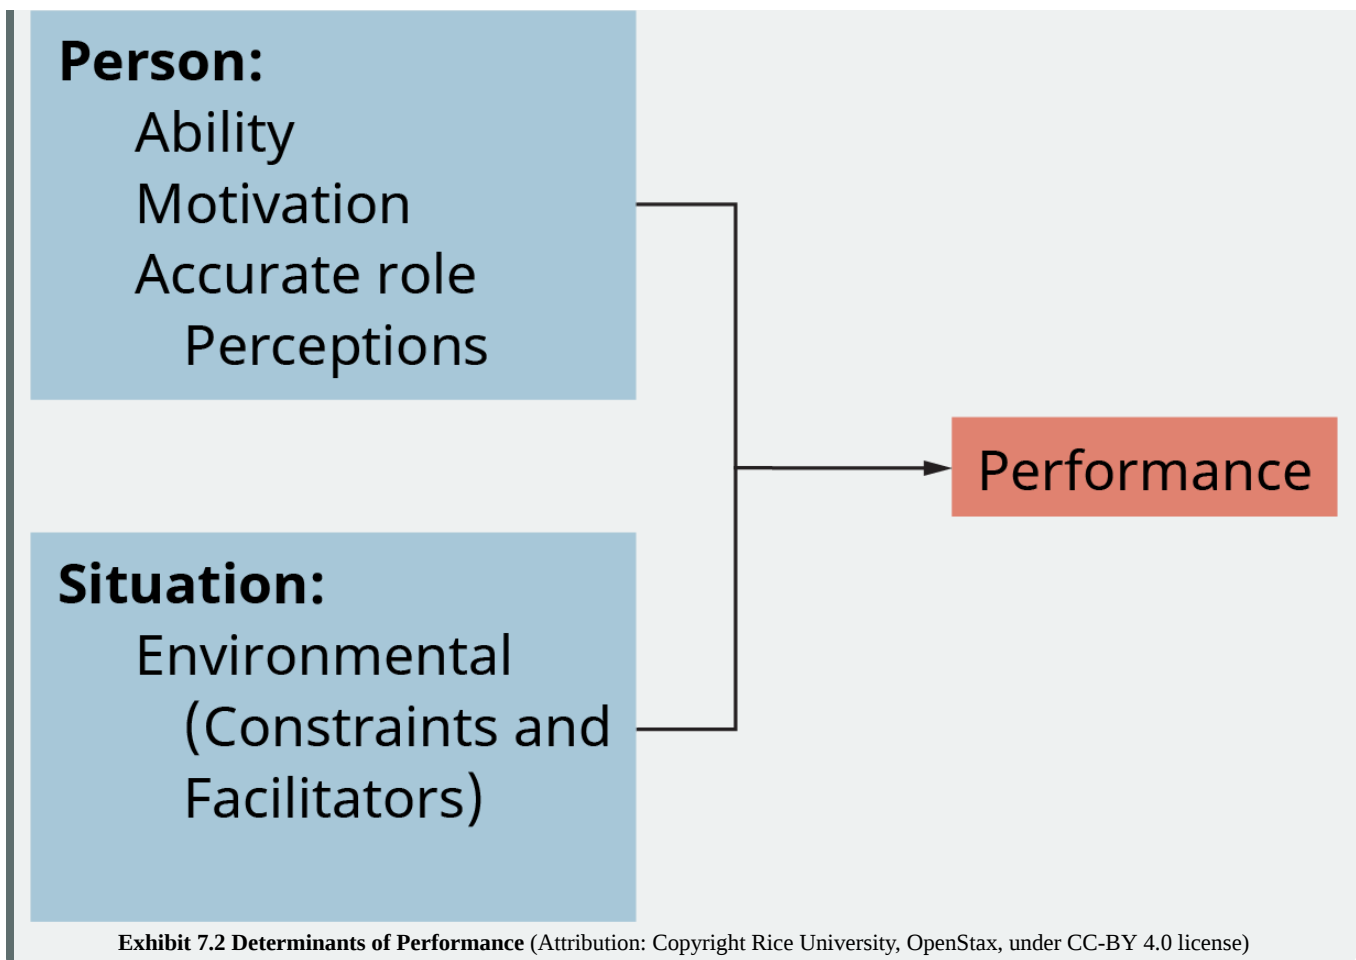 Person:
Ability
Motivation
Accurate role
Perceptions
Performance
Situation:
Environmental
(Constraints and
Facilitators)
Exhibit 7.2 Determinants of Performance (Attribution: Copyright Rice University, OpenStax, under CC-BY 4.0 license)